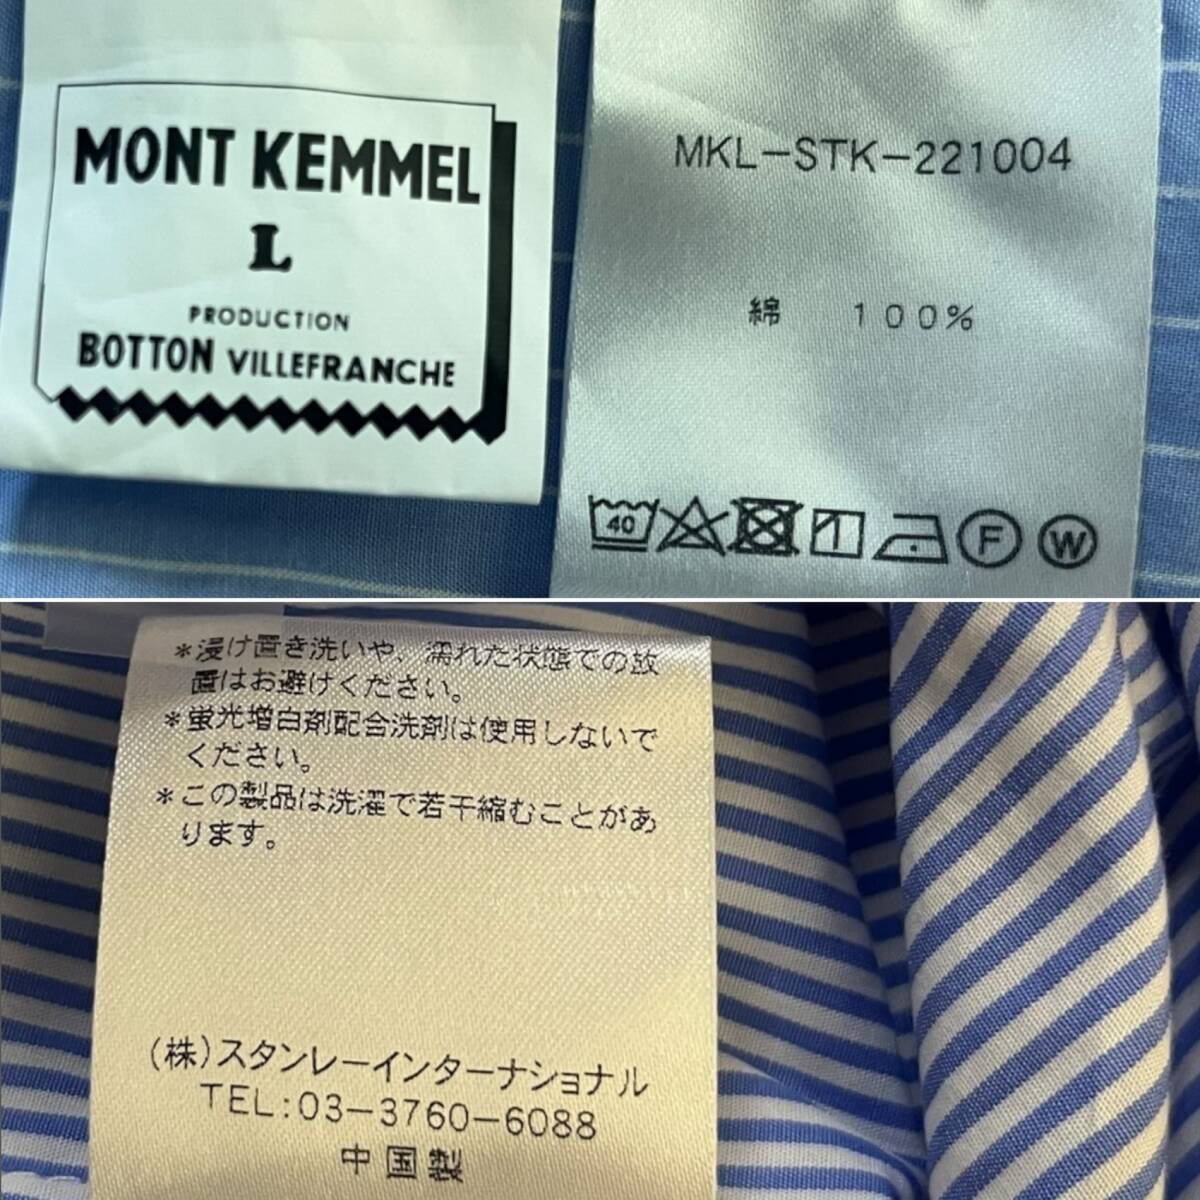 MONT KEMMEL
L
PRODUCTION
BOTTON VILLEFRANCHE
MKL-STK-221004
綿 100%
40
1
F
W
*浸け置き洗いや、濡れた状態での放
置はお避けください。
*蛍光増白剤配合洗剤は使用しないで
ください。
*この製品は洗濯で若干縮むことがあ
ります。
(株)スタンレーインターナショナル
TEL:03-3760-6088
中国製